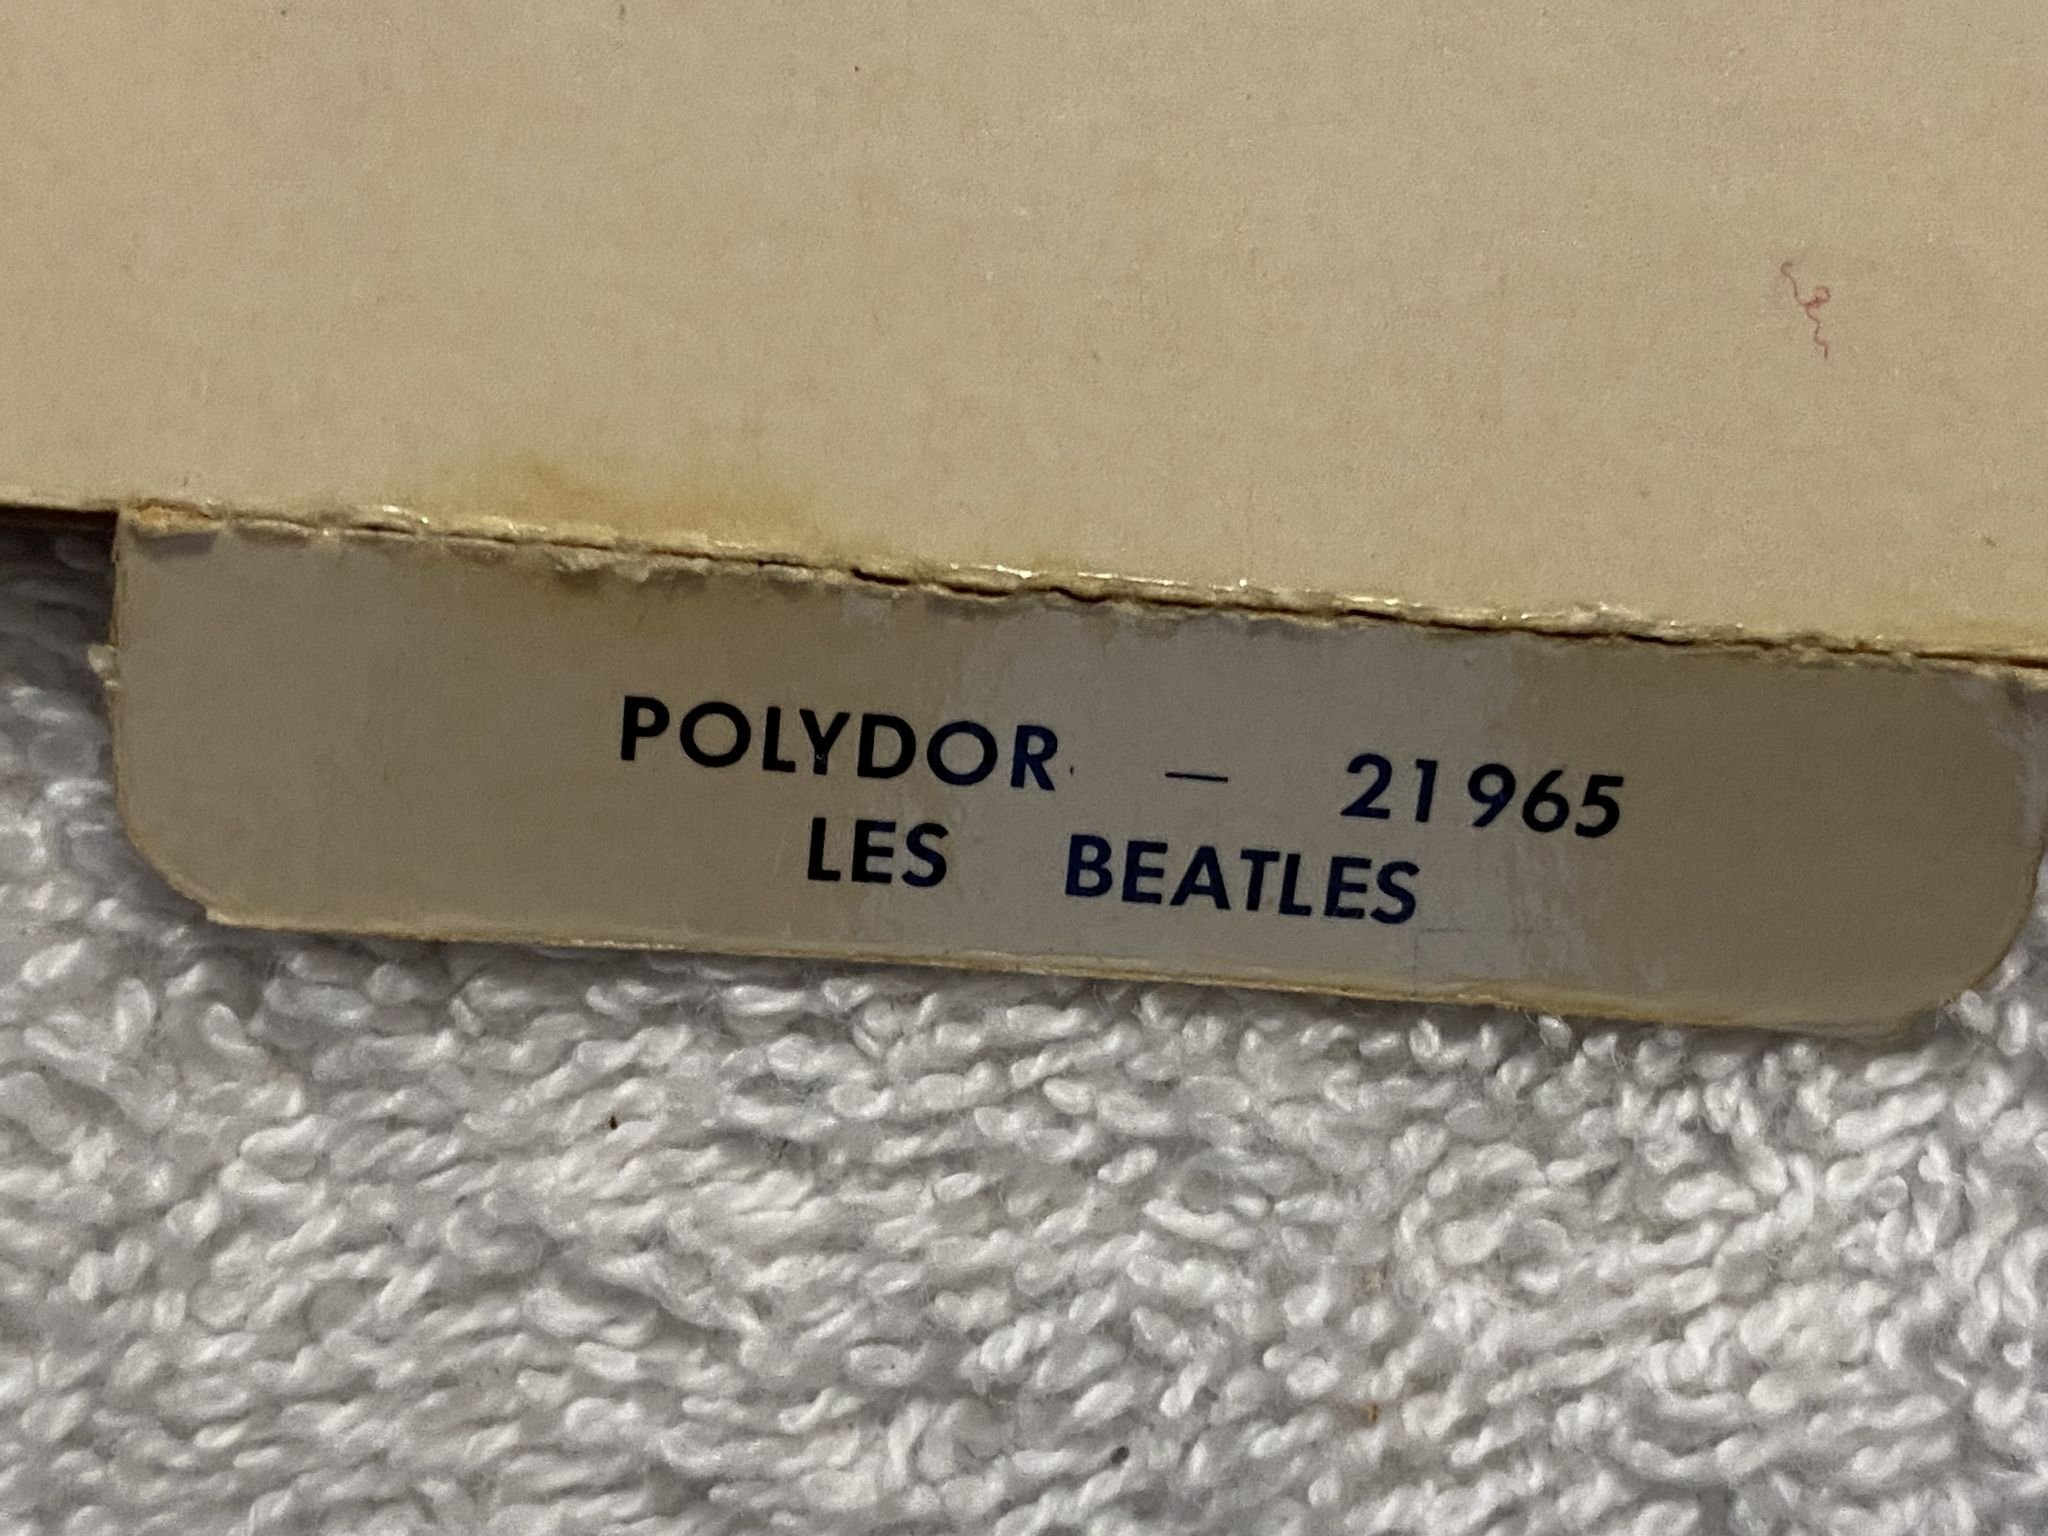 POLYDOR — 21965
LES BEATLES